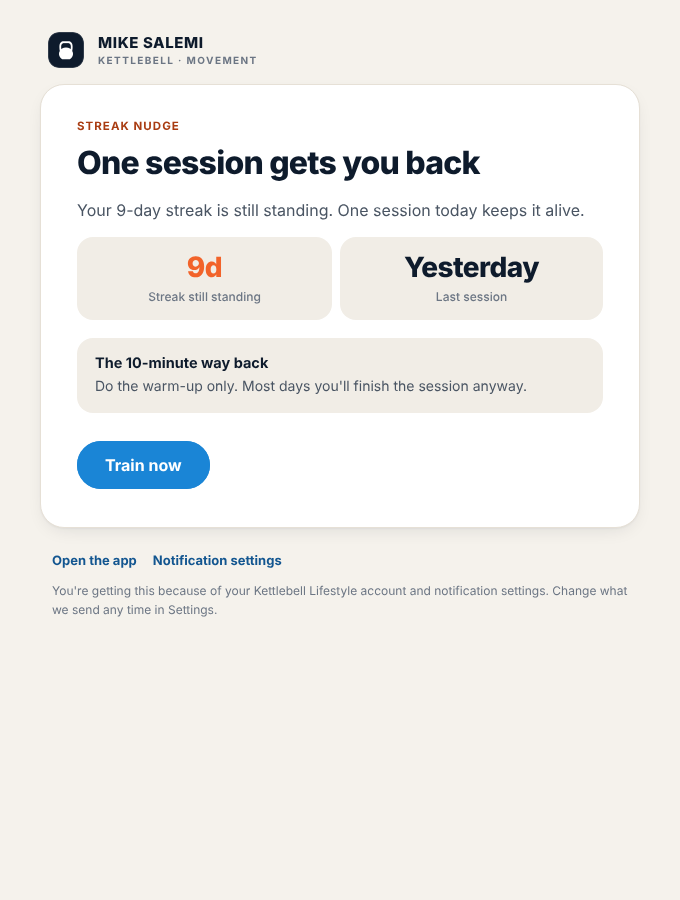 MIKE SALEMI
KETTLEBELL · MOVEMENT
STREAK NUDGE
One session gets you back
Your 9-day streak is still standing. One session today keeps it alive.
9d
Streak still standing
Yesterday
Last session
The 10-minute way back
Do the warm-up only. Most days you'll finish the session anyway.
Train now
Open the app
Notification settings
You're getting this because of your Kettlebell Lifestyle account and notification settings. Change what
we send any time in Settings.